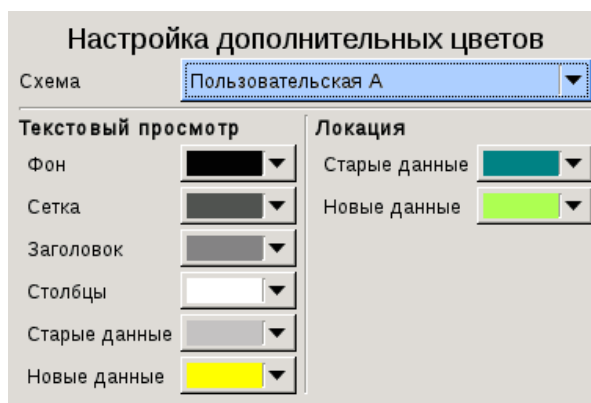 Настройка дополнительных цветов
Схема Пользовательская А
Текстовый просмотр
Фон
Сетка
Заголовок
Столбцы
Старые данные
Новые данные
Локация
Старые данные
Новые данные